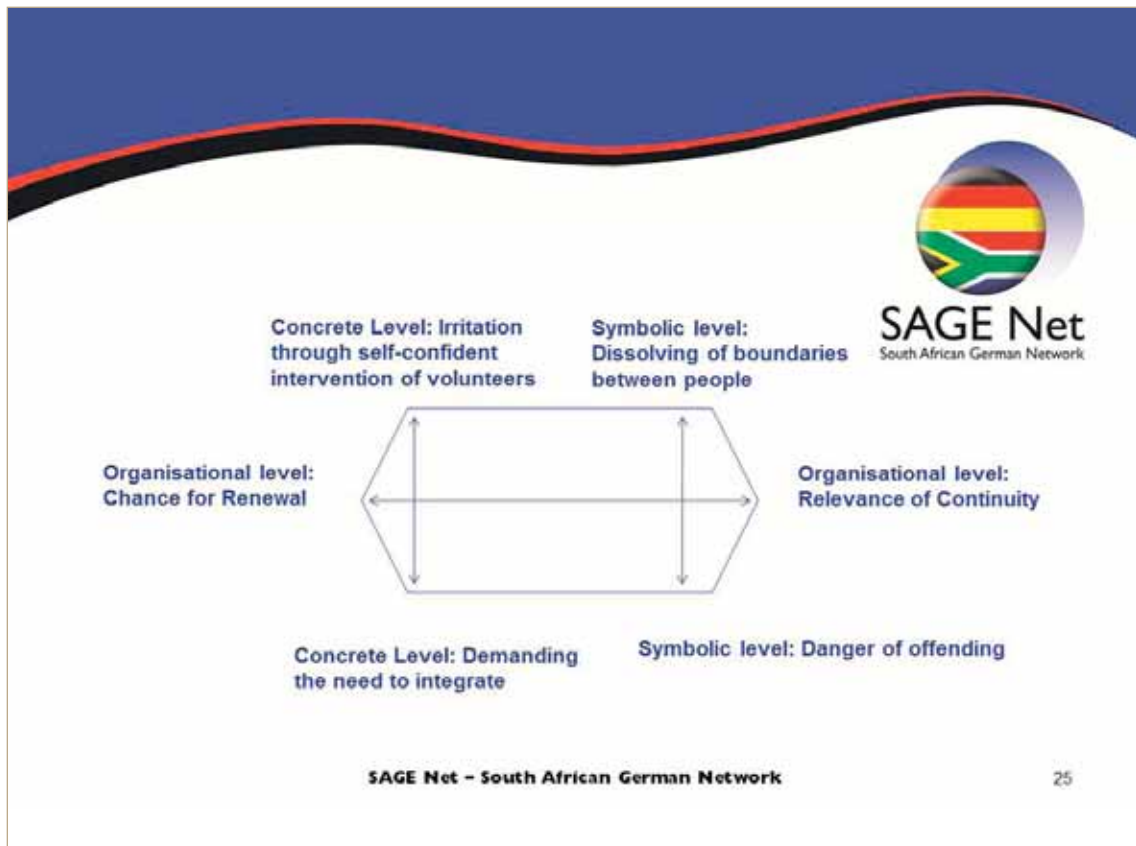 SAGE Net
South African German Network
Concrete Level: Irritation
through self-confident
intervention of volunteers
Symbolic level:
Dissolving of boundaries
between people
Organisational level:
Chance for Renewal
Organisational level:
Relevance of Continuity
Concrete Level: Demanding
the need to integrate
Symbolic level: Danger of offending
SAGE Net – South African German Network
25